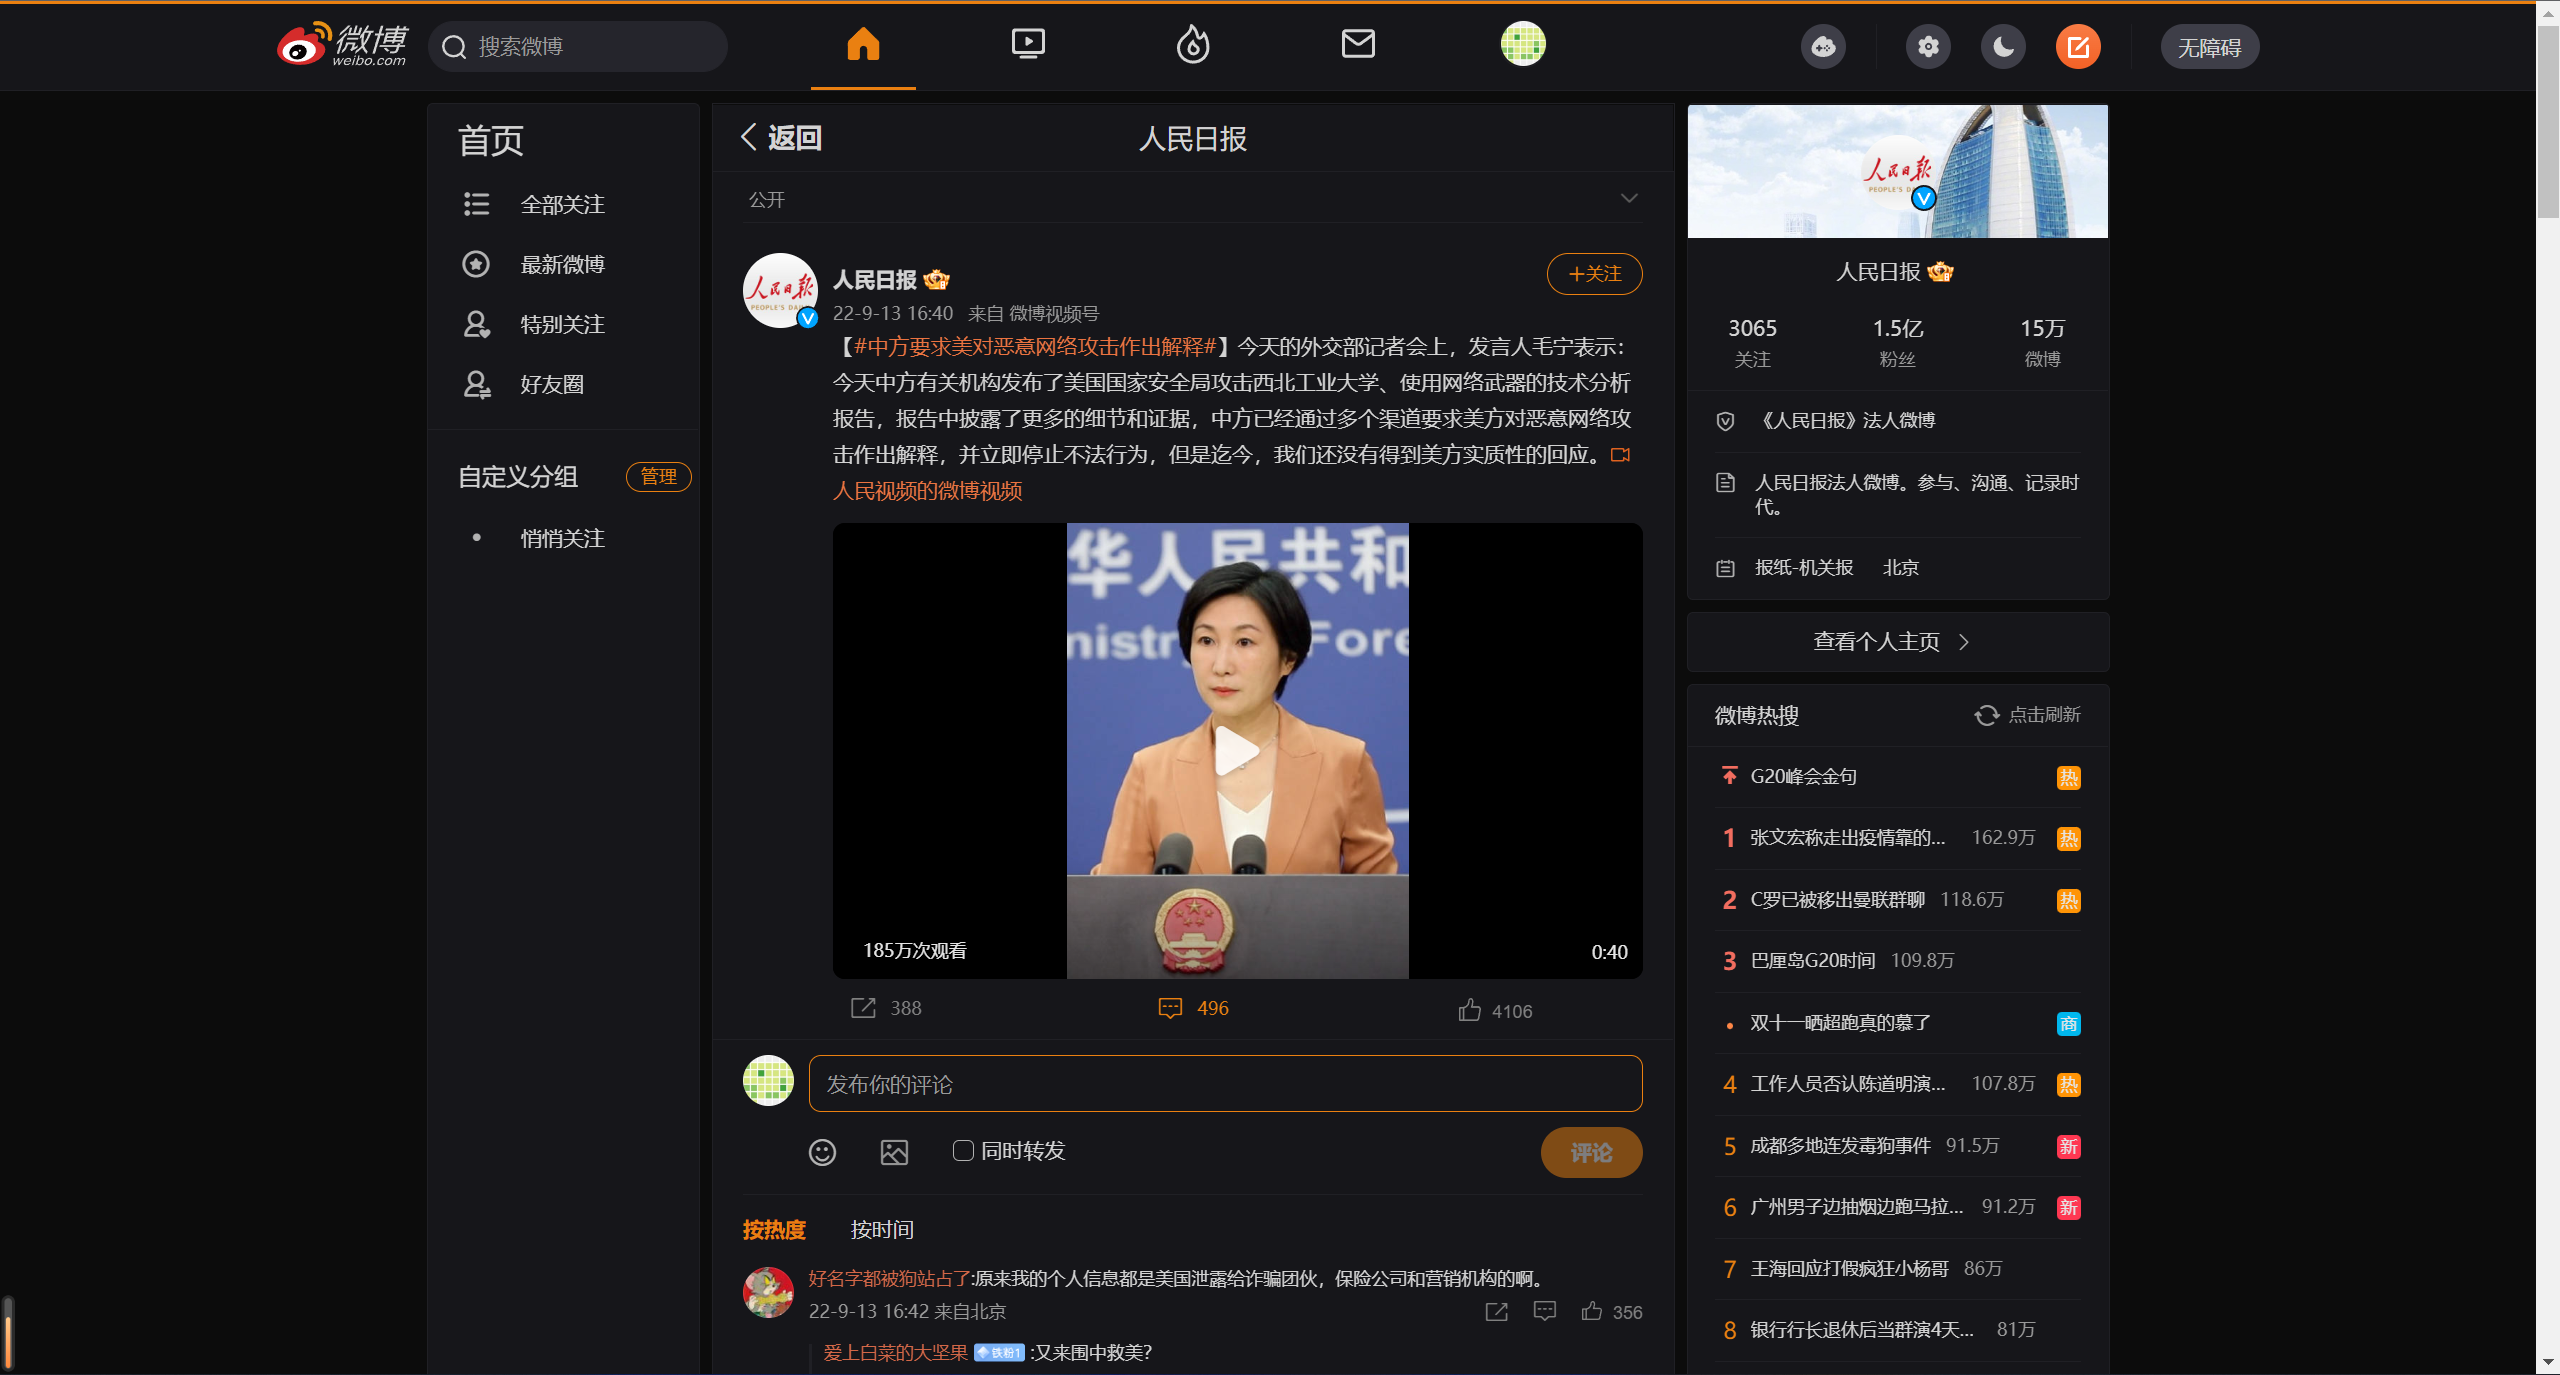 微博
weibo.com
搜索微博
无障碍
首页
全部关注
最新微博
特别关注
好友圈
自定义分组
管理
悄悄关注
返回
人民日报
公开
人民日报
PEOPLE'S DAILY
人民日报
+关注
22-9-13 16:40 来自 微博视频号
【#中方要求美对恶意网络攻击作出解释#】今天的外交部记者会上，发言人毛宁表示：
今天中方有关机构发布了美国国家安全局攻击西北工业大学、使用网络武器的技术分析
报告，报告中披露了更多的细节和证据，中方已经通过多个渠道要求美方对恶意网络攻
击作出解释，并立即停止不法行为，但是迄今，我们还没有得到美方实质性的回应。
人民视频的微博视频
华人民共和
nistry Fore
185万次观看
0:40
388
496
4106
发布你的评论
同时转发
评论
按热度
按时间
好名字都被狗站占了:原来我的个人信息都是美国泄露给诈骗团伙，保险公司和营销机构的啊。
22-9-13 16:42 来自北京
356
爱上白菜的大坚果 铁粉1 :又来围中救美?
人民日报
PEOPLE'S DA
人民日报
3065
1.5亿
15万
关注
粉丝
微博
《人民日报》法人微博
人民日报法人微博。参与、沟通、记录时
代。
报纸-机关报 北京
查看个人主页
微博热搜
点击刷新
G20峰会金句 热
1 张文宏称走出疫情靠的... 162.9万 热
2 C罗已被移出曼联群聊 118.6万 热
3 巴厘岛G20时间 109.8万
双十一晒超跑真的慕了 商
4 工作人员否认陈道明演... 107.8万 热
5 成都多地连发毒狗事件 91.5万 新
6 广州男子边抽烟边跑马拉... 91.2万 新
7 王海回应打假疯狂小杨哥 86万
8 银行行长退休后当群演4天... 81万